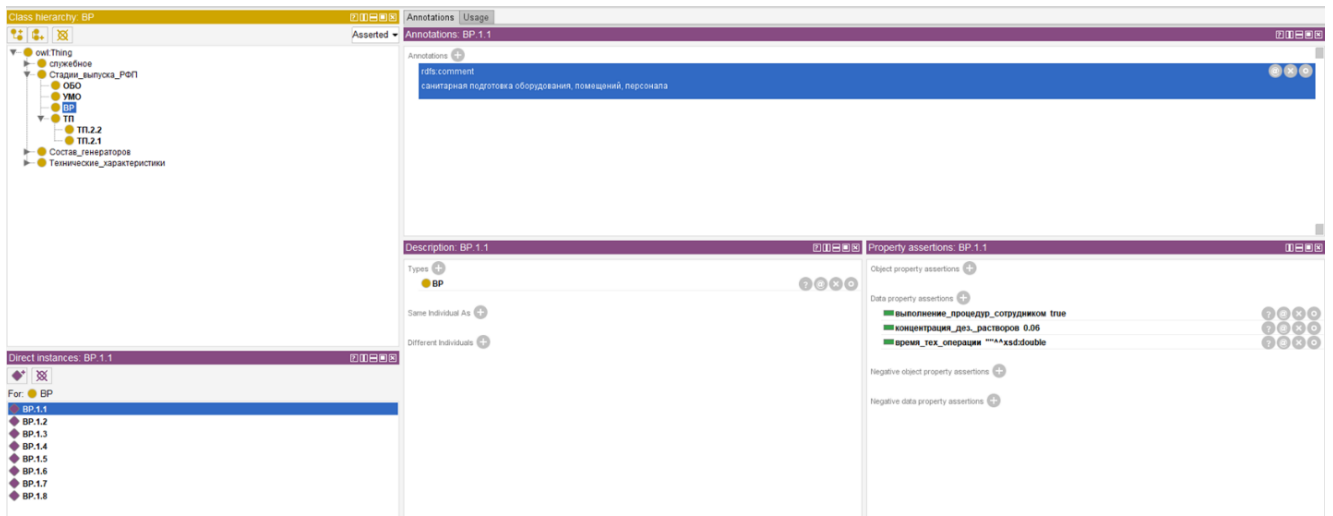 Class hierarchy: ВР
Asserted
owl:Thing
служебное
Стадии_выпуска_РФП
ОБО
УМО
ВР
ТП
ТП.2.2
ТП.2.1
Состав_генераторов
Технические_характеристики
Direct instances: ВР.1.1
For: ВР
ВР.1.1
ВР.1.2
ВР.1.3
ВР.1.4
ВР.1.5
ВР.1.6
ВР.1.7
ВР.1.8
Annotations Usage
Annotations: ВР.1.1
Annotations
rdfs:comment
санитарная подготовка оборудования, помещений, персонала
Description: ВР.1.1
Types
ВР
Same Individual As
Different Individuals
Property assertions: ВР.1.1
Object property assertions
Data property assertions
выполнение_процедур_сотрудником true
концентрация_дез._растворов 0.06
время_тех_операции ""^^xsd:double
Negative object property assertions
Negative data property assertions